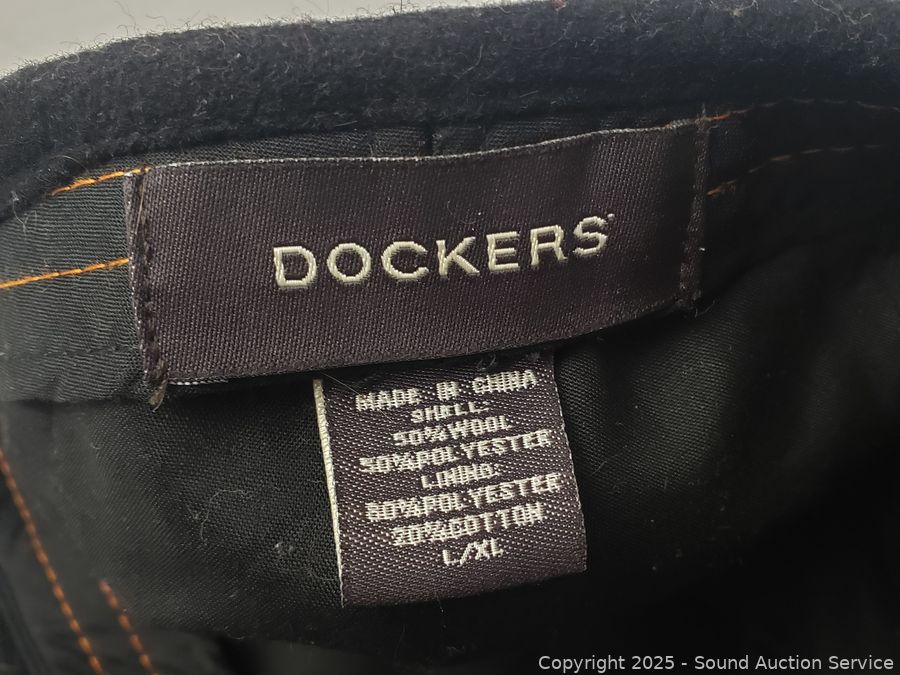 DOCKERS
MADE IN CHINA
SHELL:
50%WOOL
50%POLYESTER
LINING:
80%POLYESTER
20%COTTON
L/XL
Copyright © 2025 - Sound Auction Service